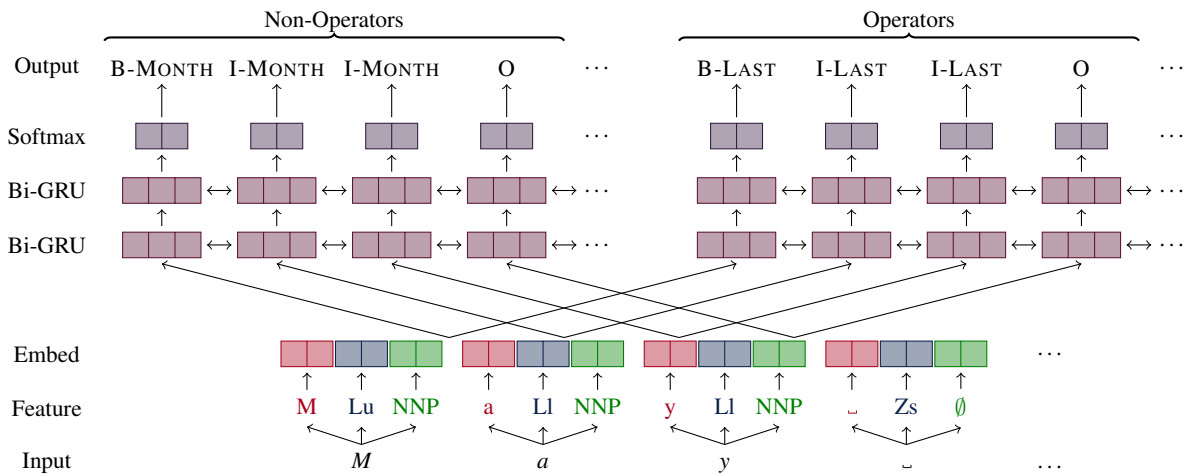 Non-Operators Operators
Output B-MONTH I-MONTH I-MONTH O ··· B-LAST I-LAST I-LAST O ···
Softmax ··· ···
Bi-GRU ··· ···
Bi-GRU ··· ···
Embed ...
Feature M Lu NNP a Ll NNP y Ll NNP ␣ Zs ∅
Input M a y ␣ ...